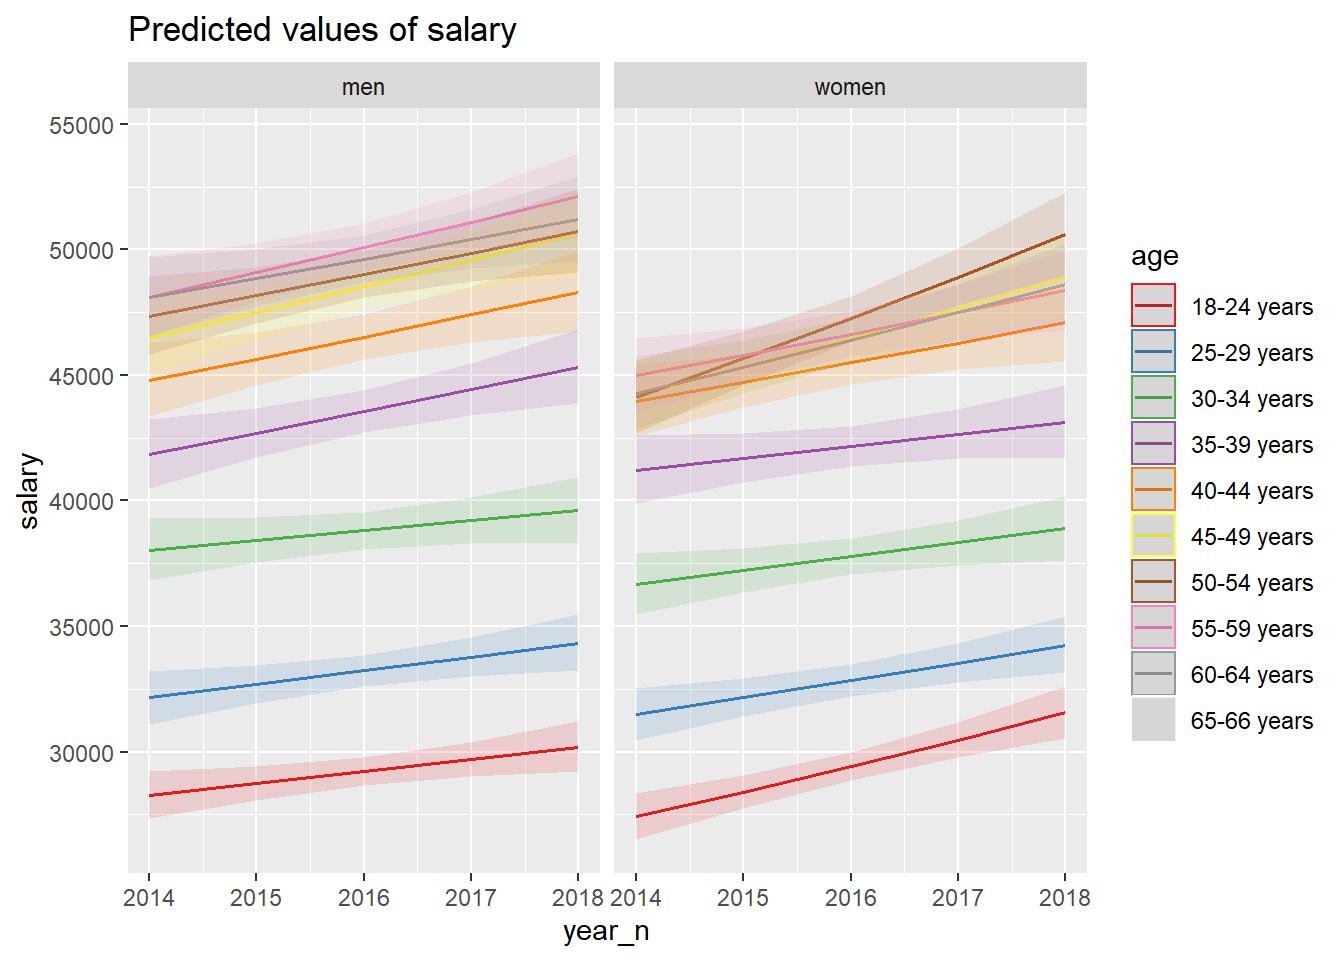 Predicted values of salary
men
women
55000
50000
45000
40000
35000
30000
salary
2014 2015 2016 2017 2018
2014 2015 2016 2017 2018
year_n
age
18-24 years
25-29 years
30-34 years
35-39 years
40-44 years
45-49 years
50-54 years
55-59 years
60-64 years
65-66 years